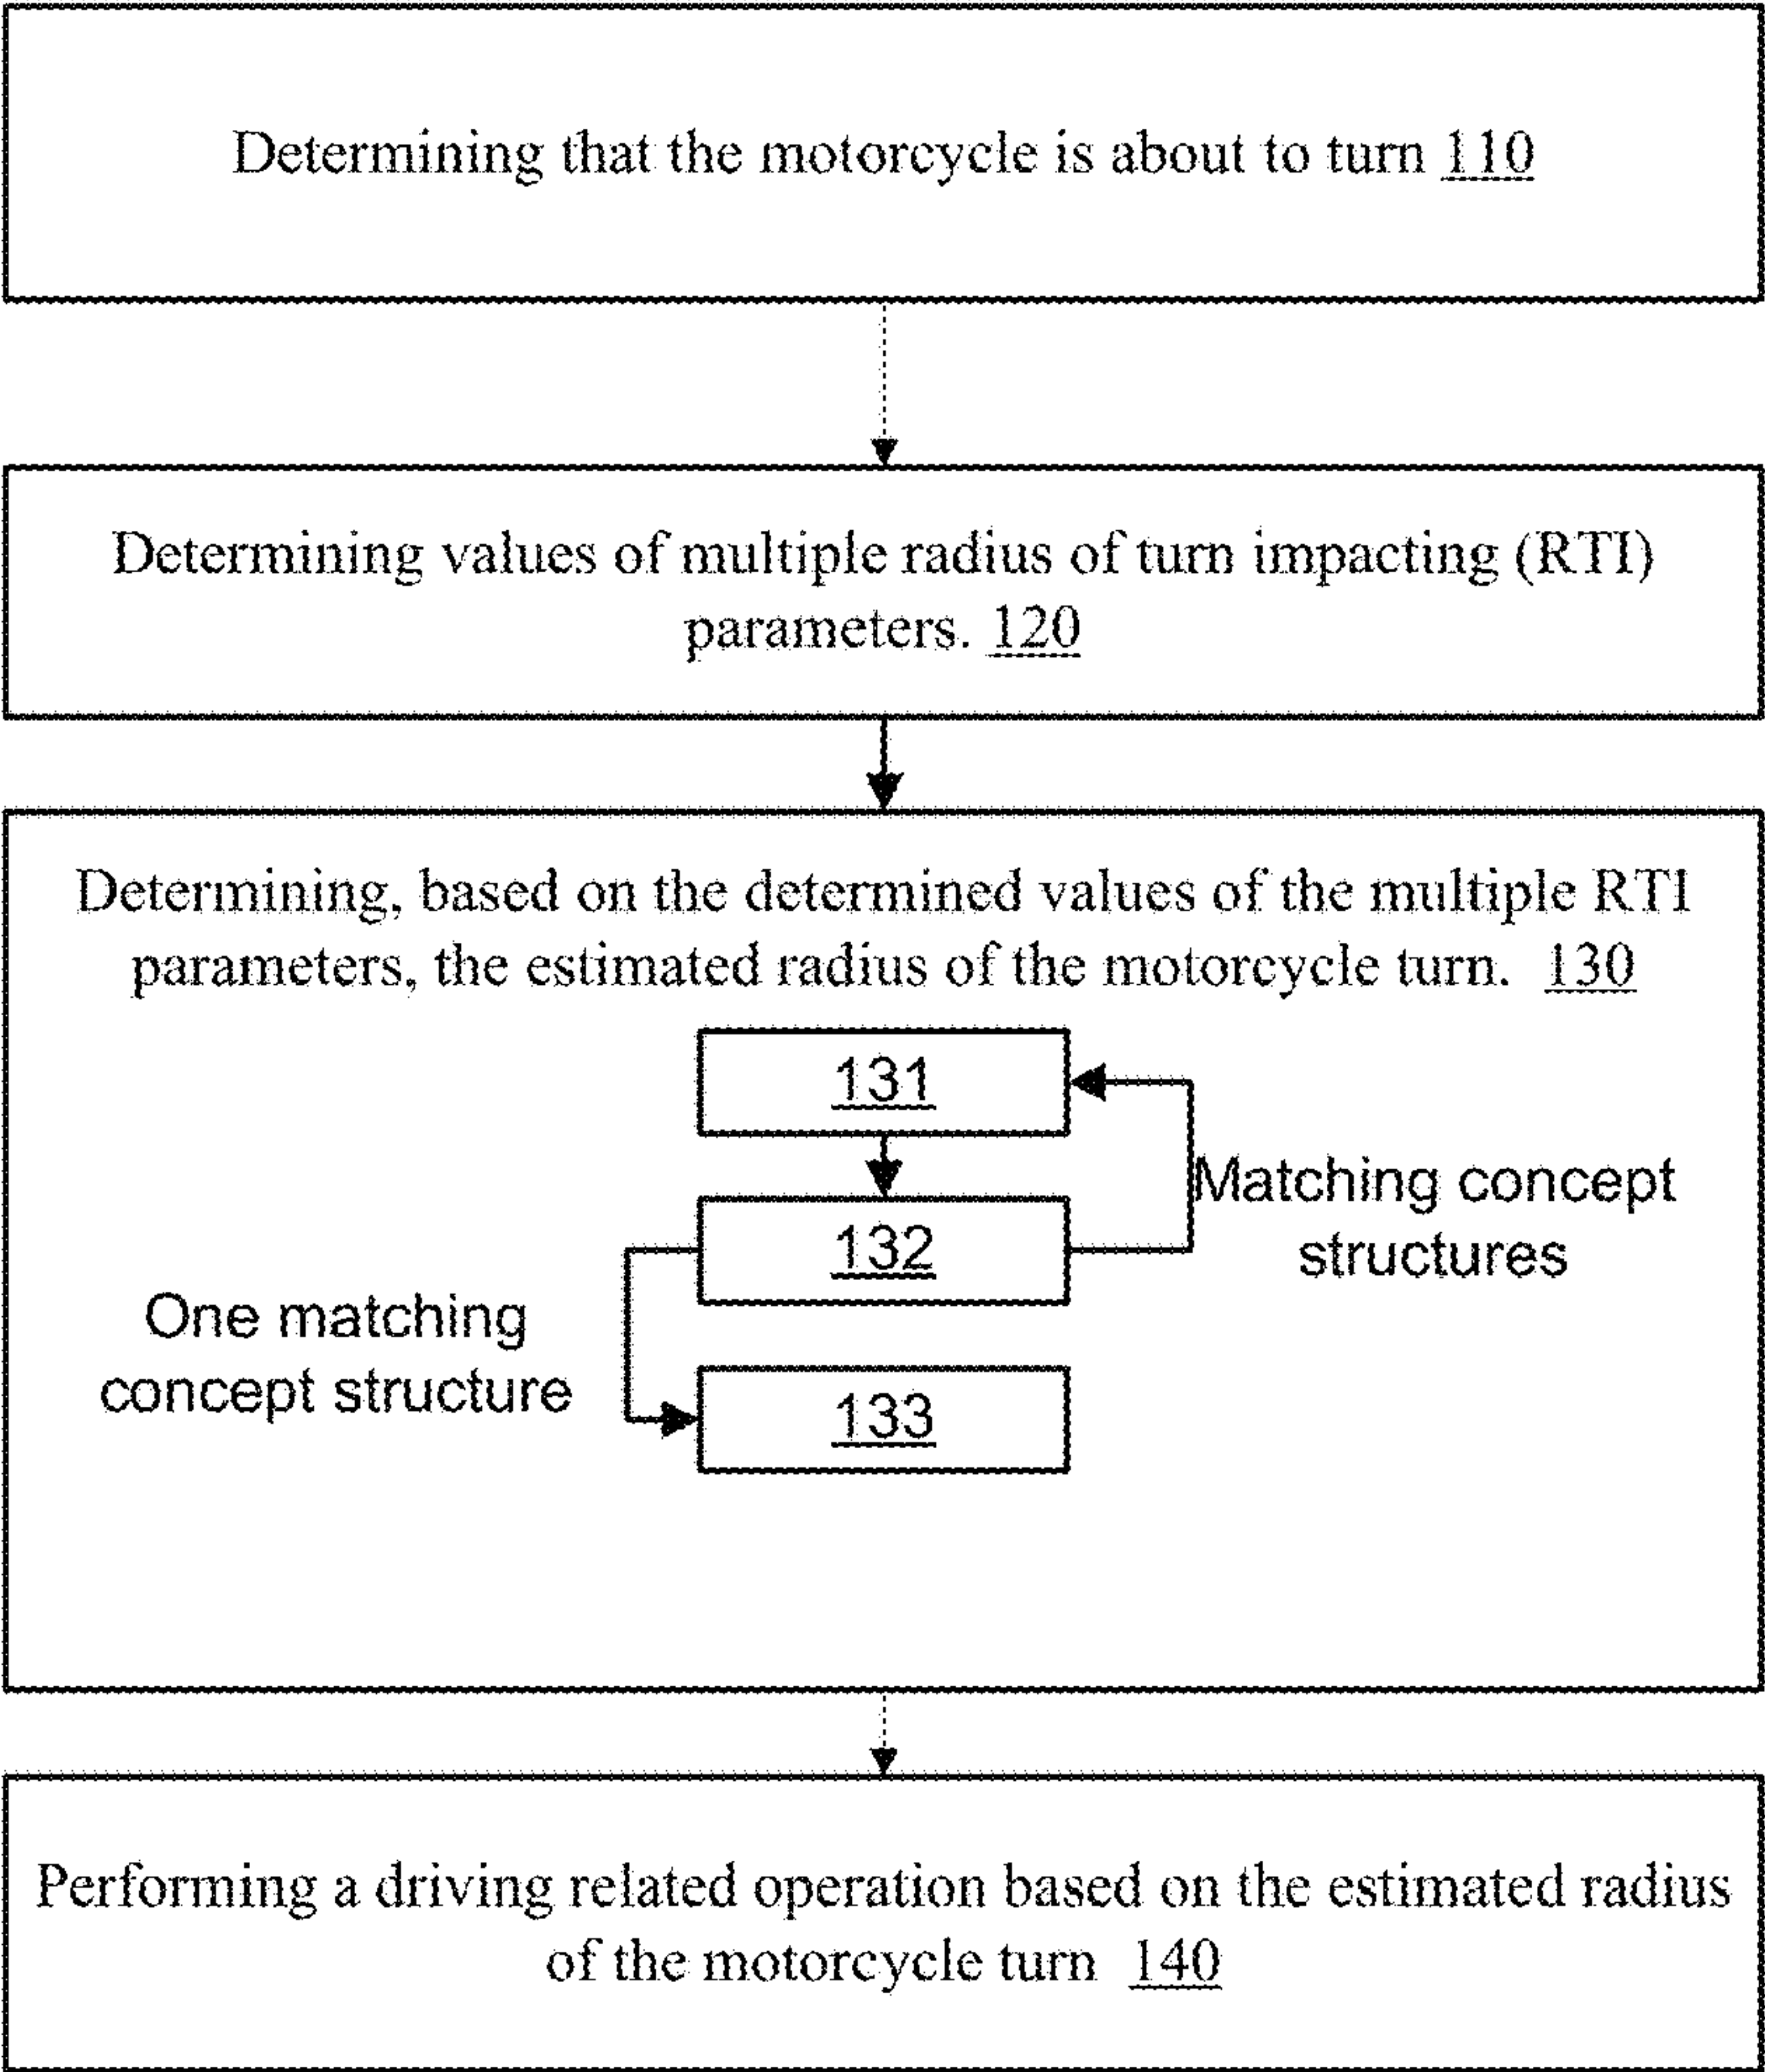 Determining that the motorcycle is about to turn 110
Determining values of multiple radius of turn impacting (RTI)
parameters. 120
Determining, based on the determined values of the multiple RTI
parameters, the estimated radius of the motorcycle turn. 130
131
Matching concept
structures
132
One matching
concept structure
133
Performing a driving related operation based on the estimated radius
of the motorcycle turn 140